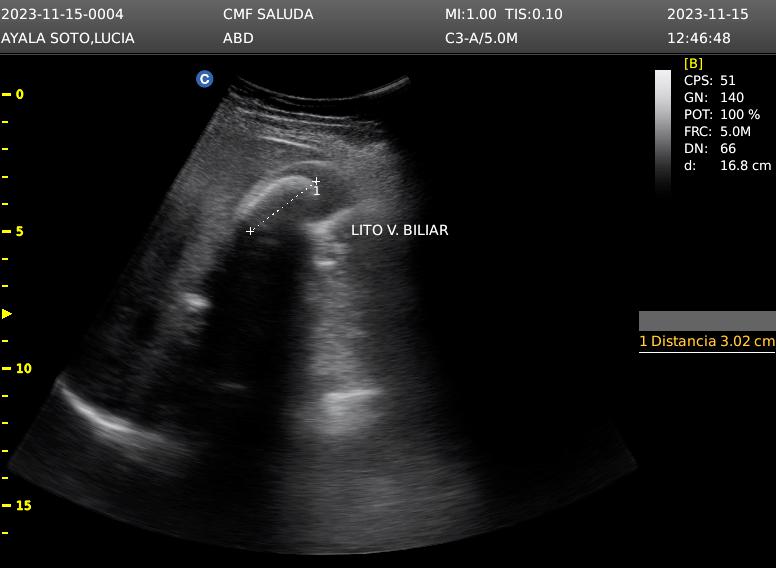 2023-11-15-0004 CMF SALUDA MI:1.00 TIS:0.10 2023-11-15
AYALA SOTO,LUCIA ABD C3-A/5.0M 12:46:48
C
[B]
CPS: 51
GN: 140
POT: 100 %
FRC: 5.0M
DN: 66
d: 16.8 cm
0
1
5
LITO V. BILIAR
1 Distancia 3.02 cm
10
15